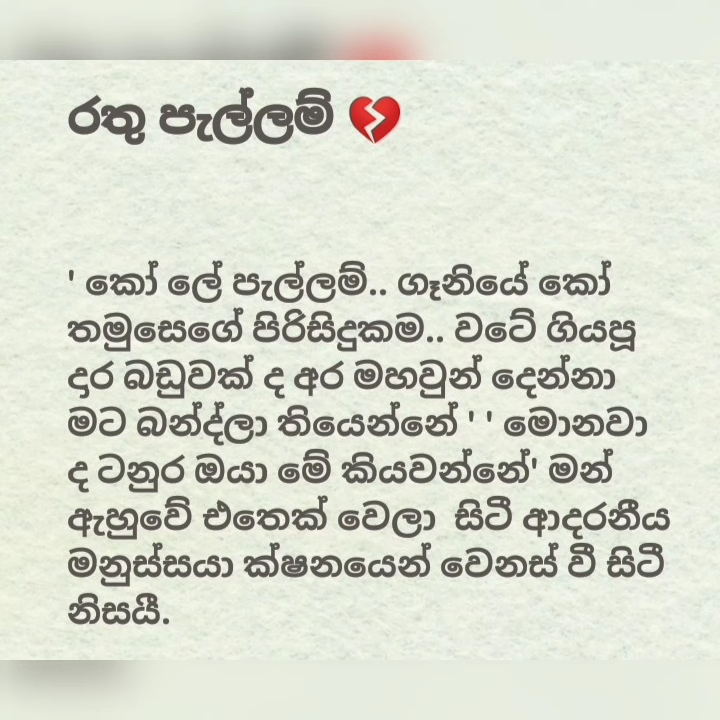 රතු පැල්ලම් 💔
' කෝ ලේ පැල්ලම්.. ගෑනියේ කෝ
තමුසෙගේ පිරිසිදුකම.. වටේ ගියපූ
දර බඩුවක් ද අර මහවුන් දෙන්නා
මට බන්ද්ලා තියෙන්නේ ' ' මොනවා
ද ටනුර ඔයා මේ කියවන්නේ' මන්
ඇහුවේ එතෙක් වෙලා සිටී ආදරනීය
මනුස්සයා ක්ෂනයෙන් වෙනස් වී සිටී
නිසයී.